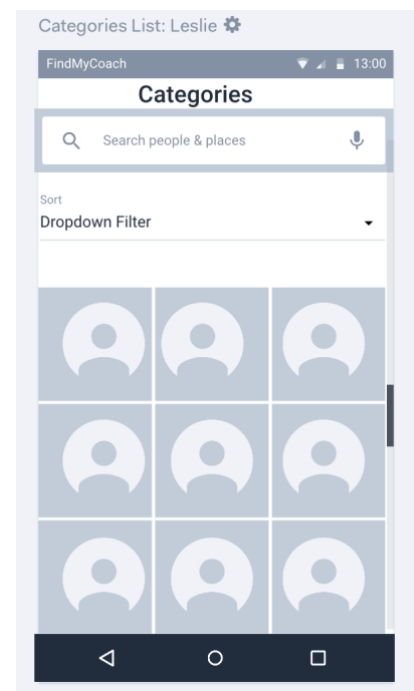 Categories List: Leslie
FindMyCoach 13:00
Categories
Search people & places
Sort
Dropdown Filter